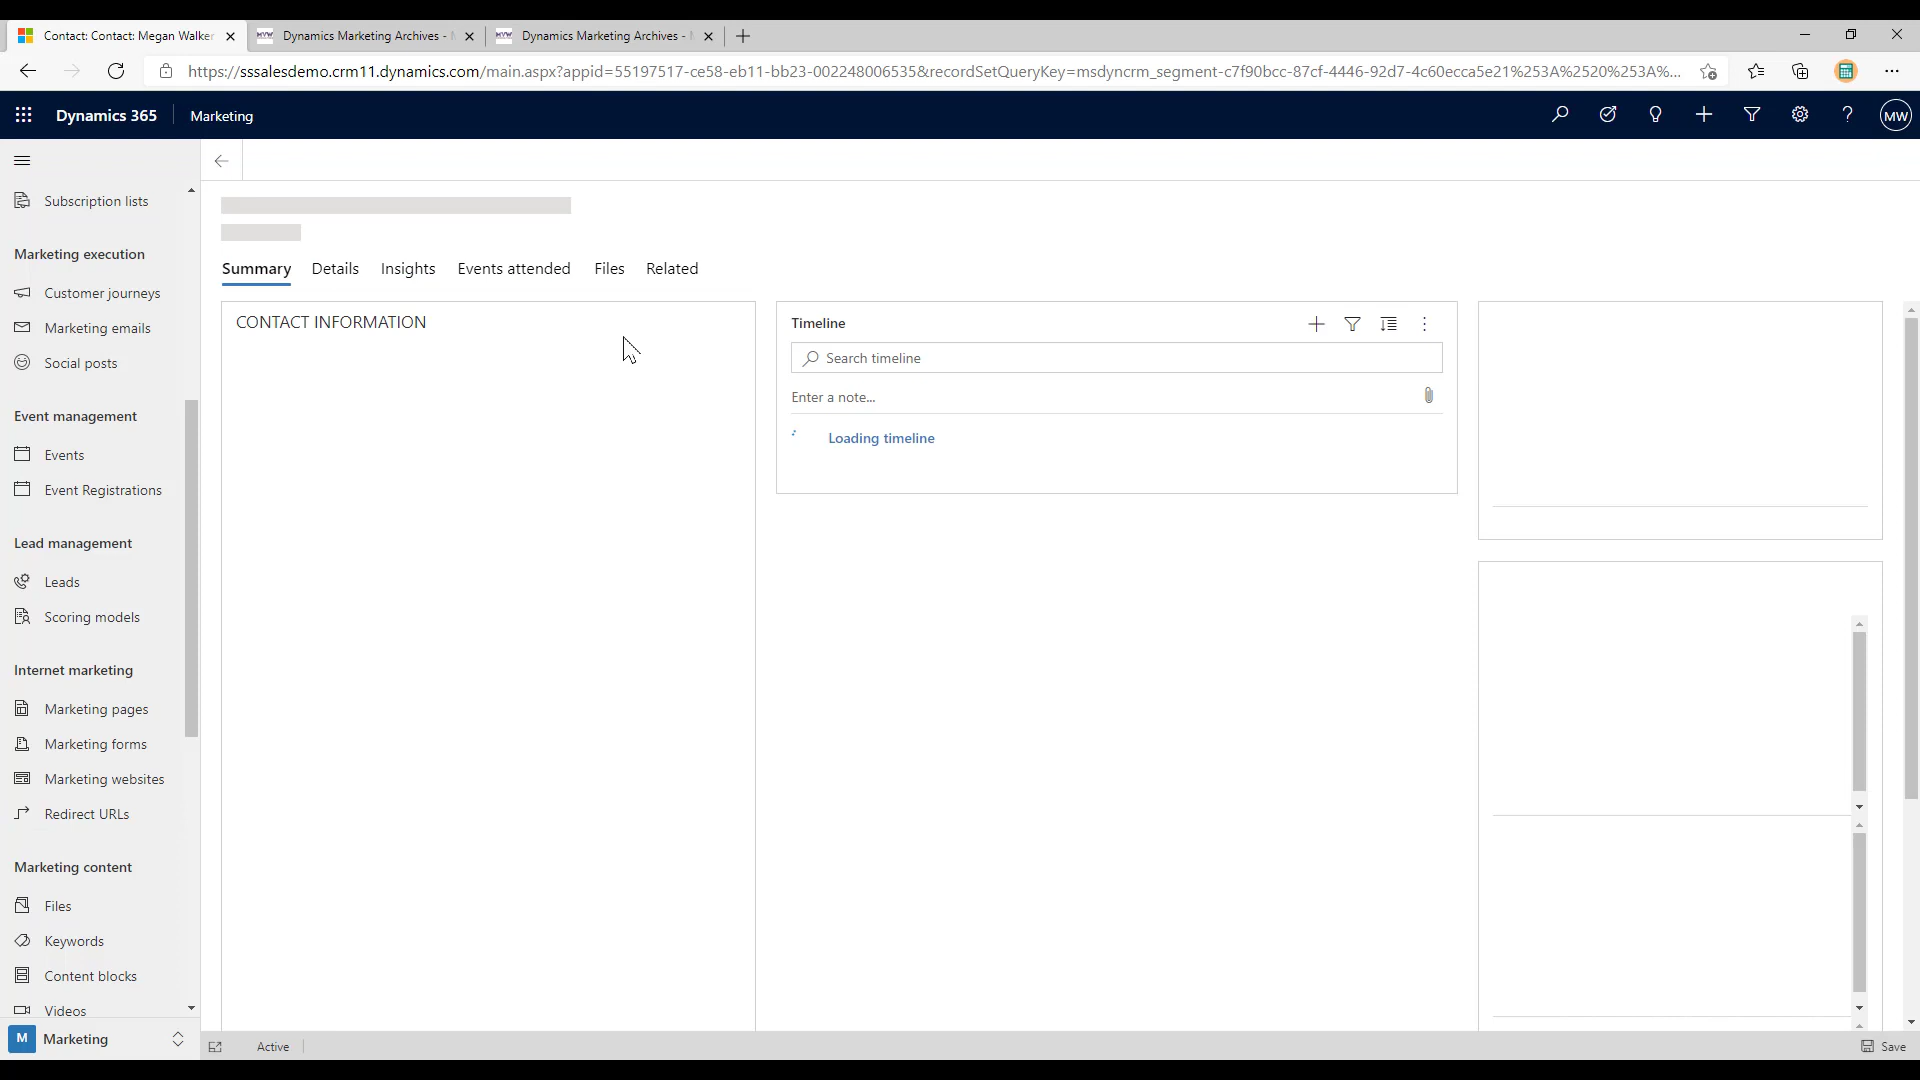 Contact: Contact: Megan Walker
Dynamics Marketing Archives -
Dynamics Marketing Archives -
https://sssalesdemo.crm11.dynamics.com/main.aspx?appid=55197517-ce58-eb11-bb23-002248006535&recordSetQueryKey=msdyncrm_segment-c7f90bcc-87cf-4446-92d7-4c60ecca5e21%253A%2520%253A%...
Dynamics 365
Marketing
MW
Subscription lists
Marketing execution
Customer journeys
Marketing emails
Social posts
Event management
Events
Event Registrations
Lead management
Leads
Scoring models
Internet marketing
Marketing pages
Marketing forms
Marketing websites
Redirect URLs
Marketing content
Files
Keywords
Content blocks
Videos
M Marketing
Summary
Details
Insights
Events attended
Files
Related
CONTACT INFORMATION
Timeline
Search timeline
Enter a note...
Loading timeline
Active
Save